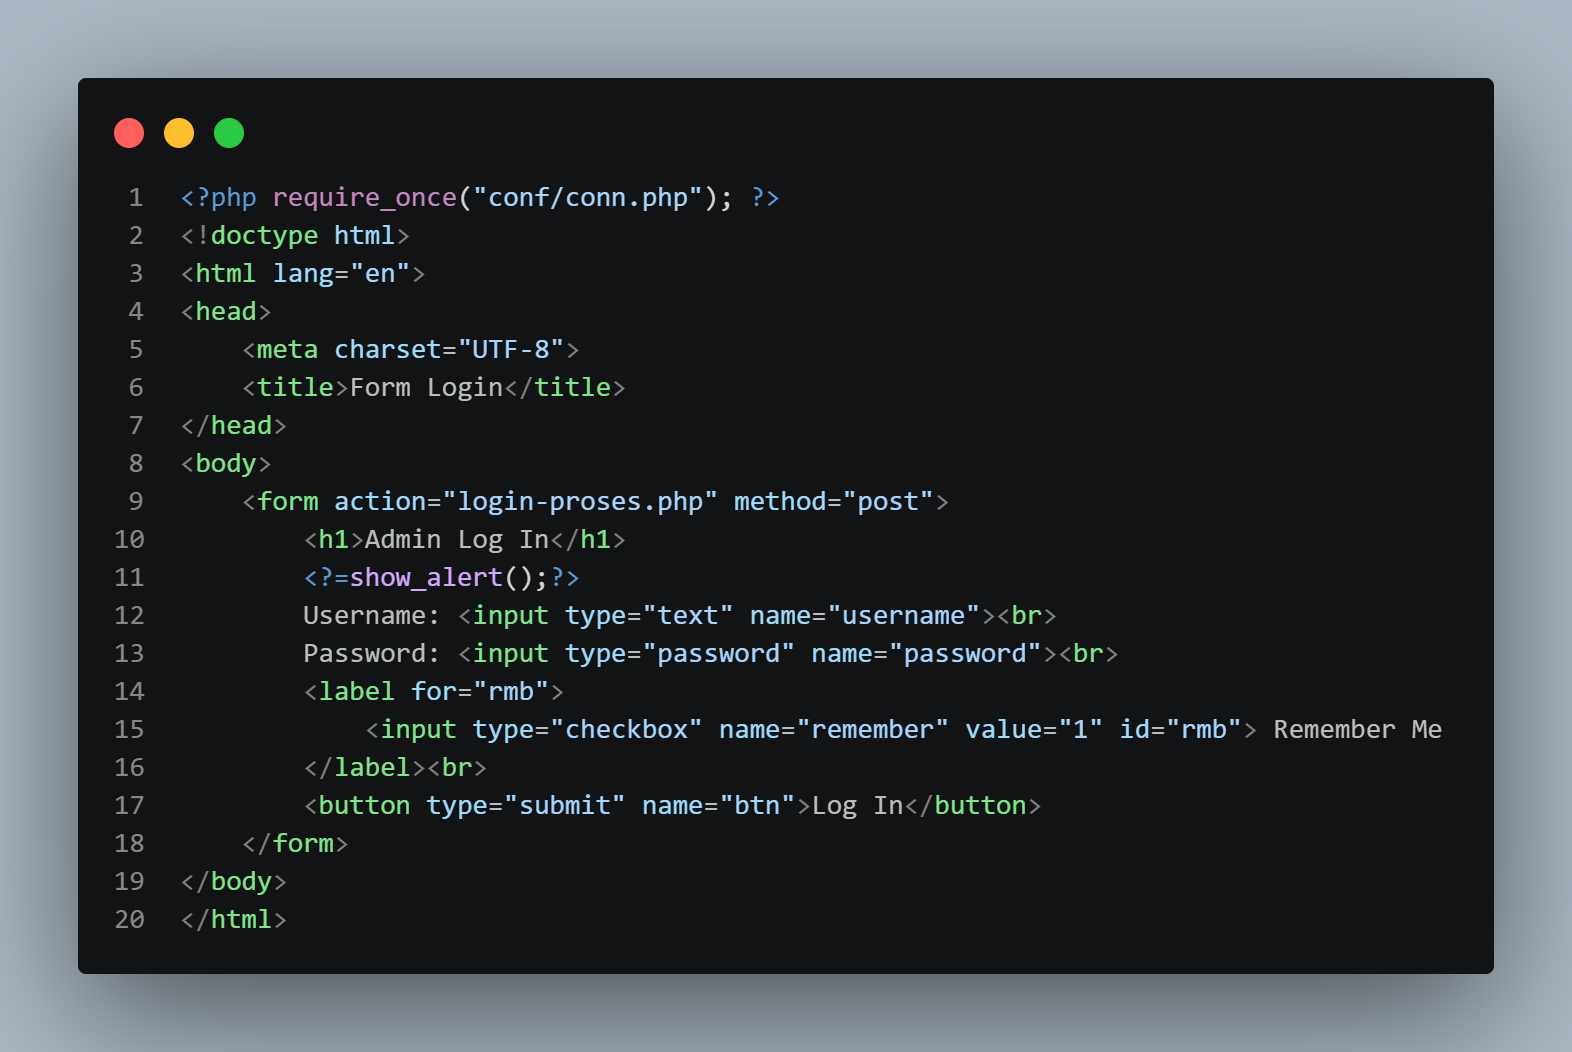 1 <?php require_once("conf/conn.php"); ?>
2 <!doctype html>
3 <html lang="en">
4 <head>
5     <meta charset="UTF-8">
6     <title>Form Login</title>
7 </head>
8 <body>
9     <form action="login-proses.php" method="post">
10         <h1>Admin Log In</h1>
11         <?=show_alert();?>
12         Username: <input type="text" name="username"><br>
13         Password: <input type="password" name="password"><br>
14         <label for="rmb">
15             <input type="checkbox" name="remember" value="1" id="rmb"> Remember Me
16         </label><br>
17         <button type="submit" name="btn">Log In</button>
18     </form>
19 </body>
20 </html>